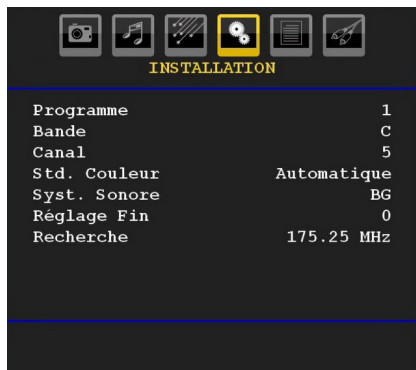 INSTALLATION
Programme 1
Bande C
Canal 5
Std. Couleur Automatique
Syst. Sonore BG
Réglage Fin 0
Recherche 175.25 MHz